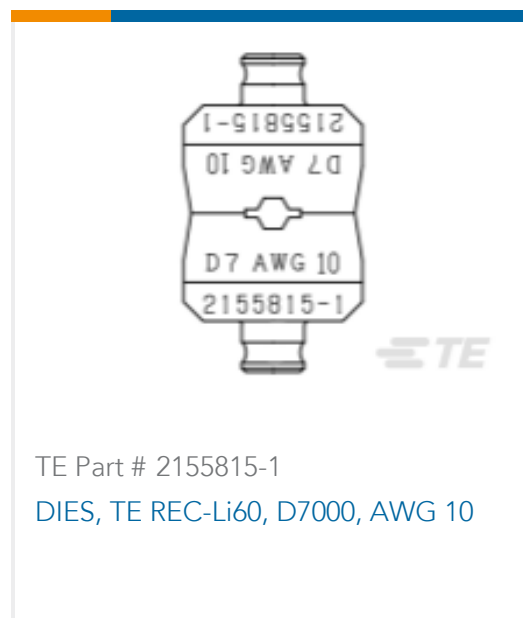 2155815-1
D7 AWG 10
D7 AWG 10
2155815-1
TE
TE Part # 2155815-1
DIES, TE REC-Li60, D7000, AWG 10